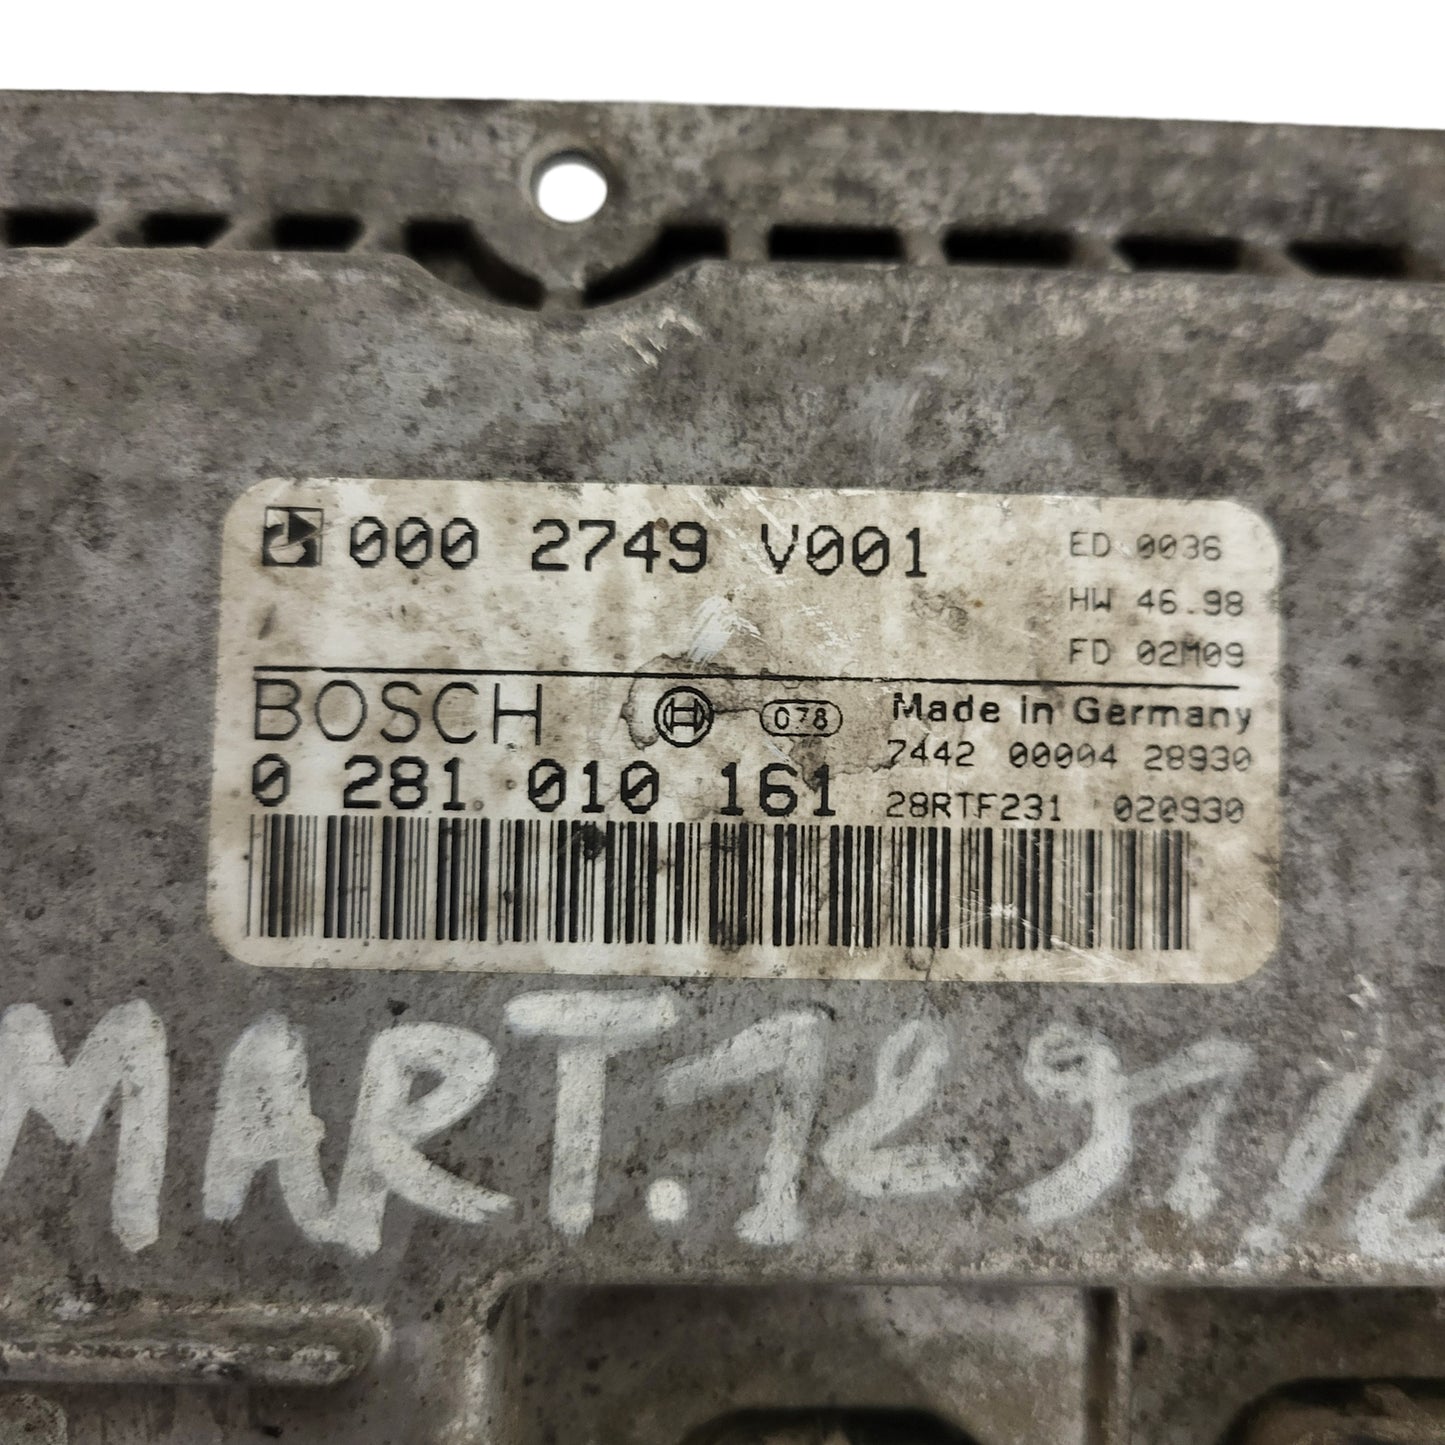 000 2749 V001 ED 0036
HW 46.98
FD 02M09
BOSCH 078 Made in Germany
7442 00004 28930
0 281 010 161 28RTF231 020930
MART.1291/